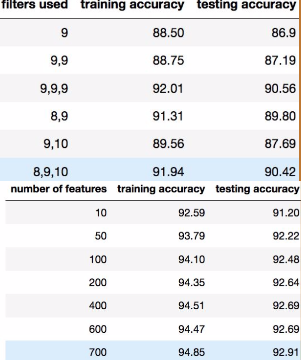 filters used training accuracy testing accuracy
9 88.50 86.9
9,9 88.75 87.19
9,9,9 92.01 90.56
8,9 91.31 89.80
9,10 89.56 87.69
8,9,10 91.94 90.42
number of features training accuracy testing accuracy
10 92.59 91.20
50 93.79 92.22
100 94.10 92.48
200 94.35 92.64
400 94.51 92.69
600 94.47 92.69
700 94.85 92.91